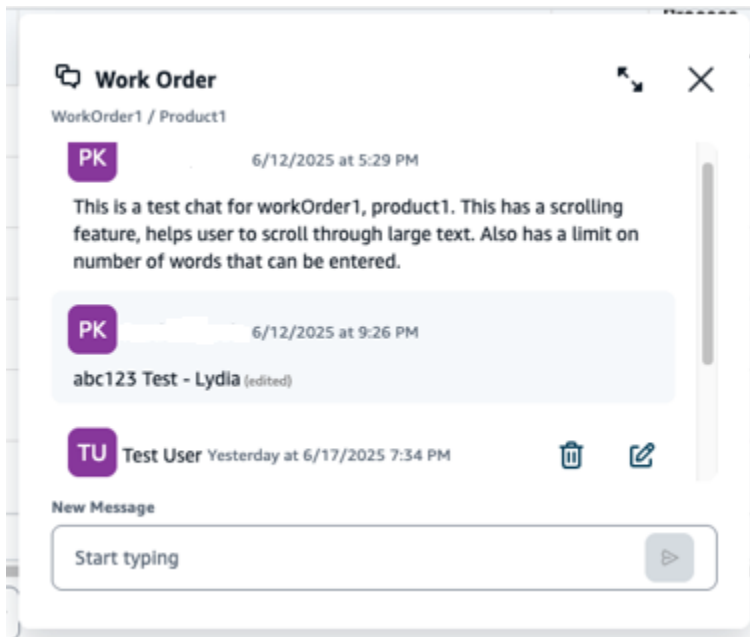 Work Order
WorkOrder1 / Product1
PK 6/12/2025 at 5:29 PM
This is a test chat for workOrder1, product1. This has a scrolling
feature, helps user to scroll through large text. Also has a limit on
number of words that can be entered.
PK 6/12/2025 at 9:26 PM
abc123 Test - Lydia (edited)
TU Test User Yesterday at 6/17/2025 7:34 PM
New Message
Start typing